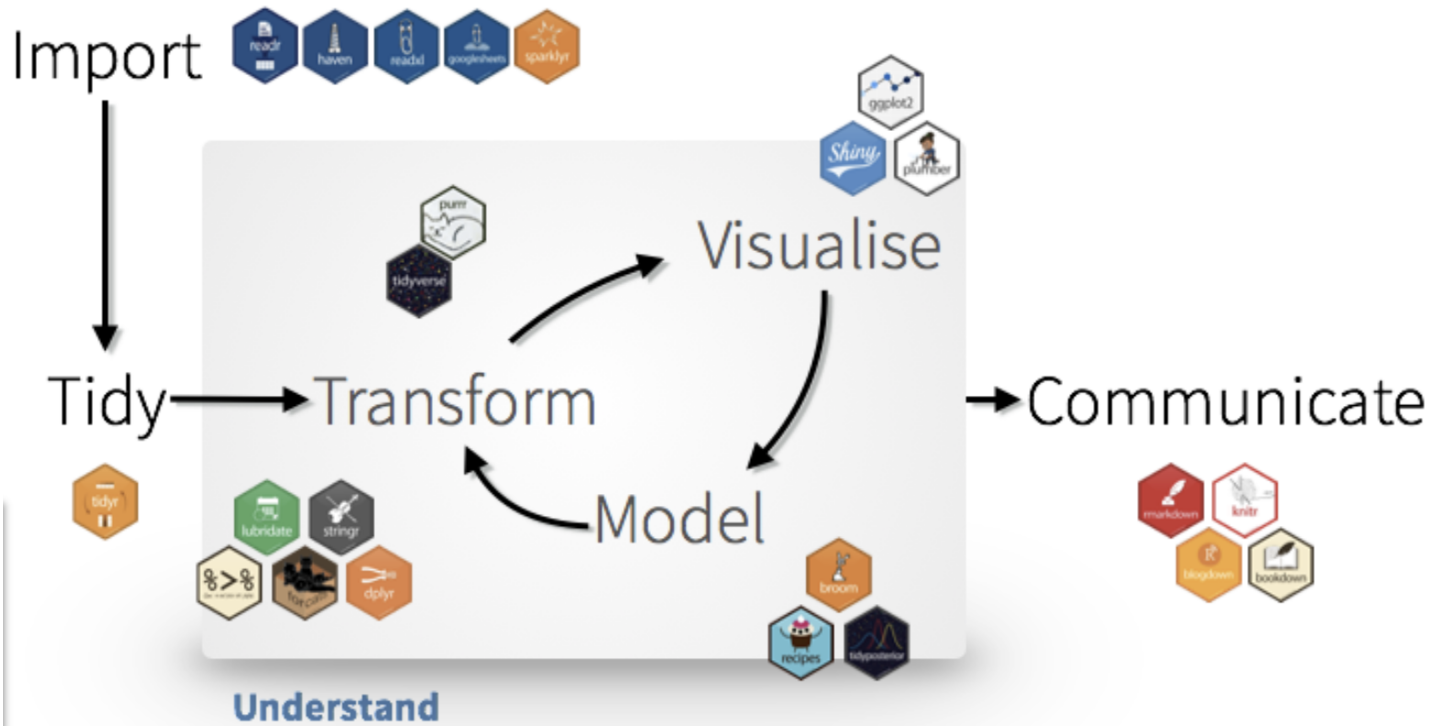 Import
readr
haven
readxl
googlesheets
sparklyr
ggplot2
Shiny
plumber
purrr
tidyverse
Visualise
Tidy
Transform
Communicate
tidyr
Model
lubridate
stringr
dplyr
broom
recipes
tidyposterior
rmarkdown
knitr
blogdown
bookdown
Understand